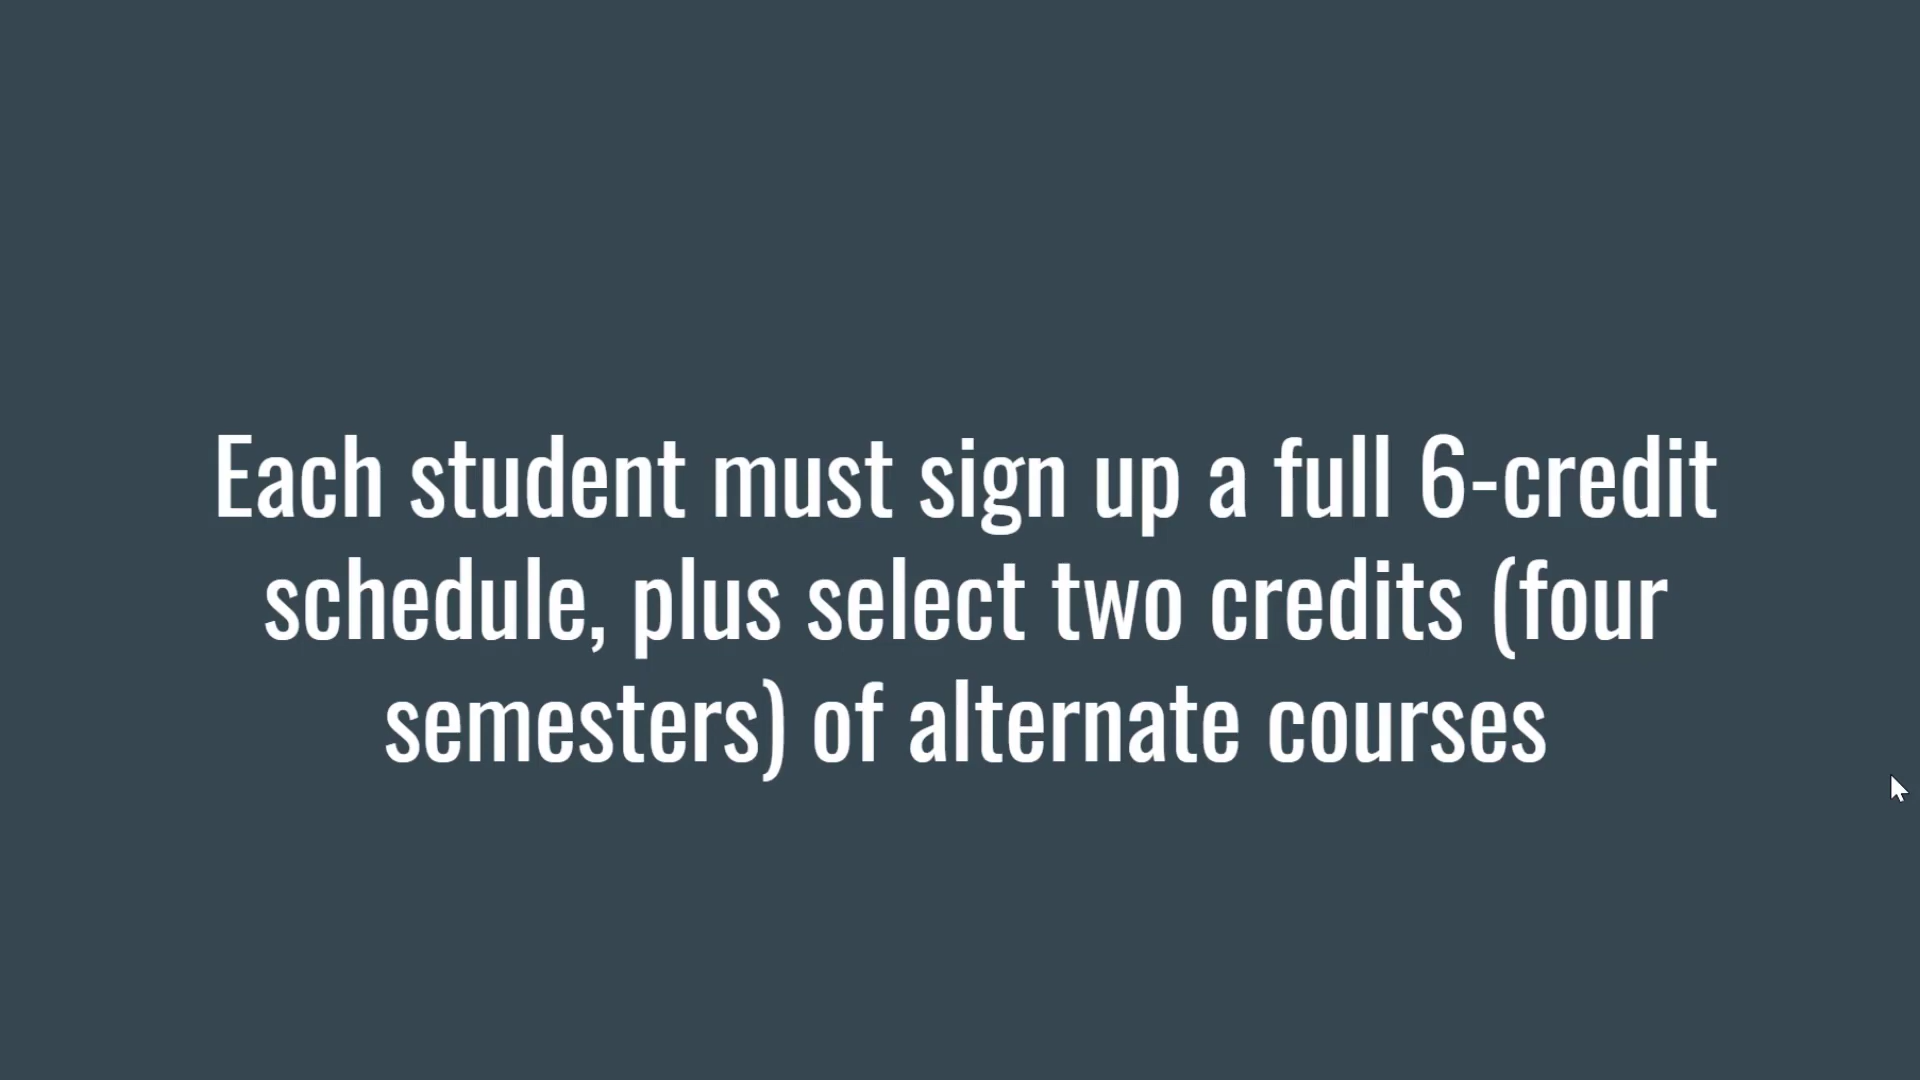 Each student must sign up a full 6-credit
schedule, plus select two credits (four
semesters) of alternate courses